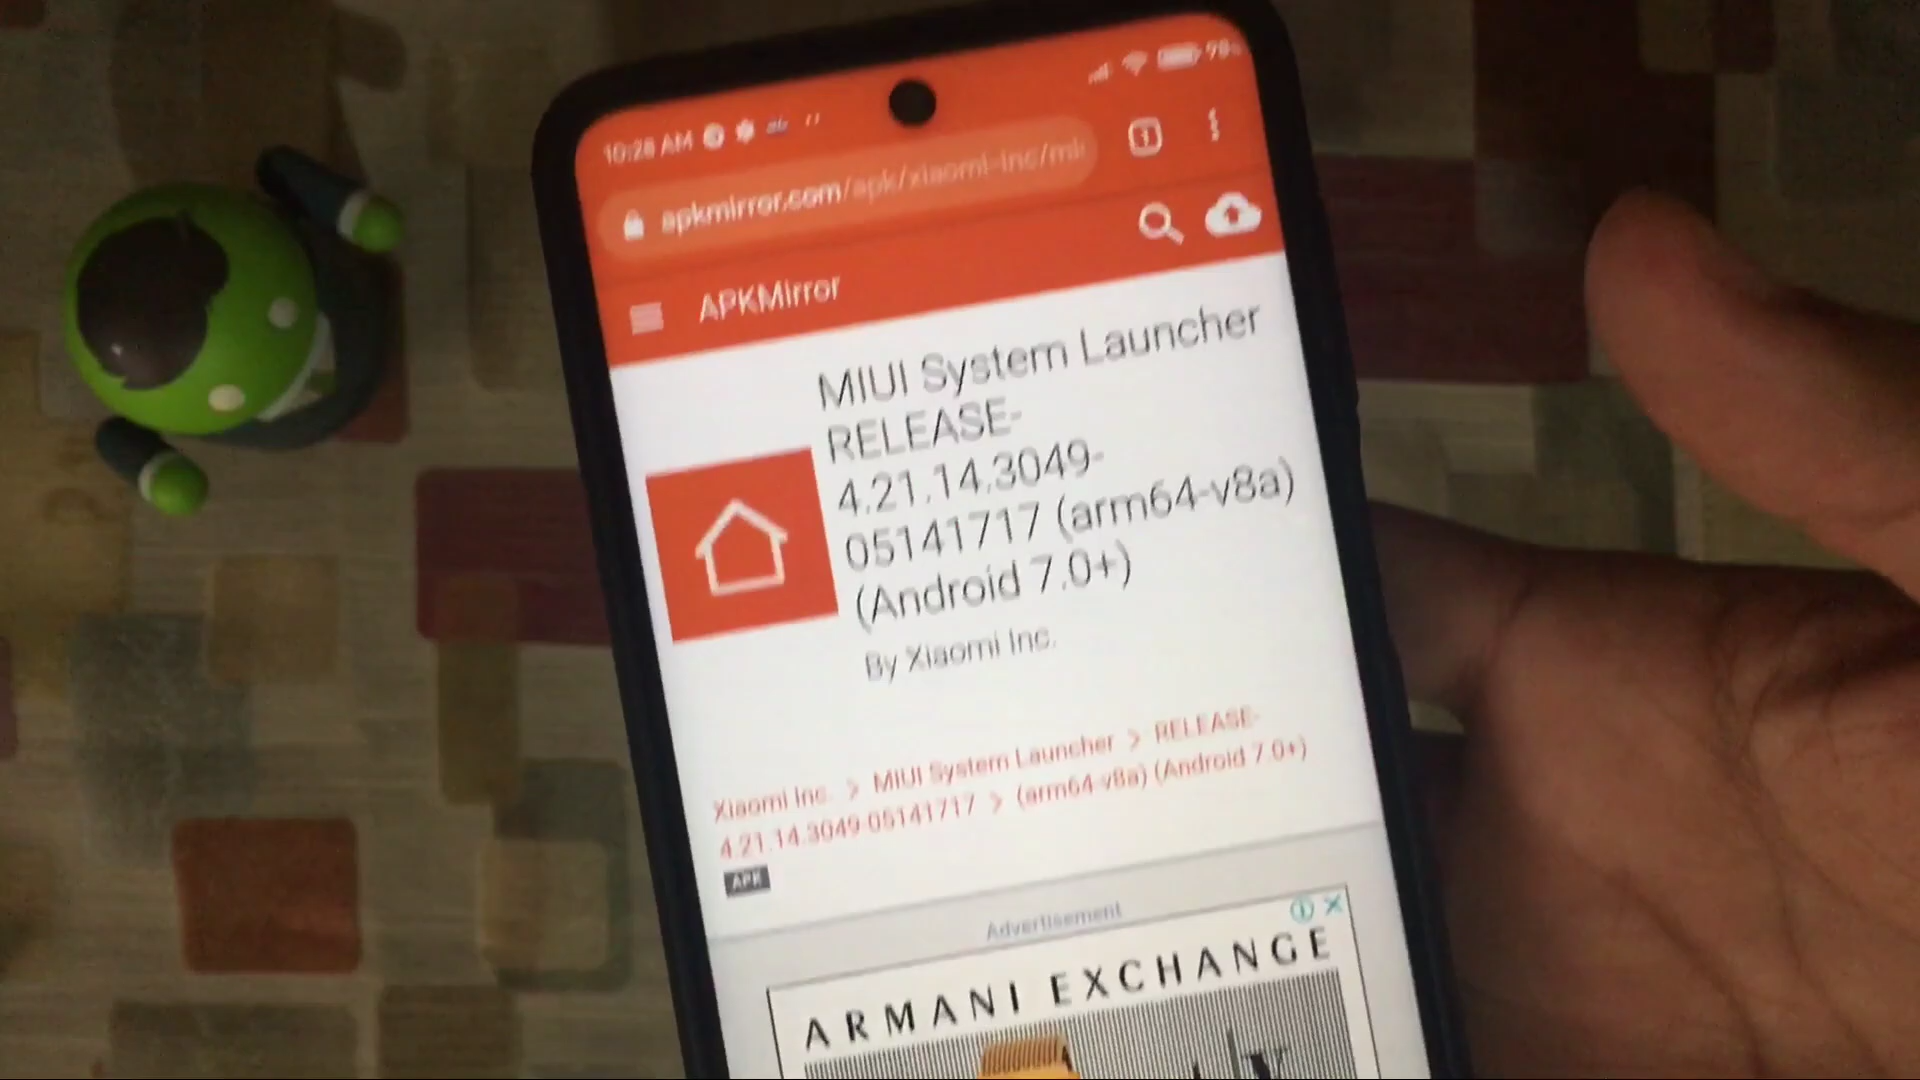 10:28 AM
apkmirror.com/apk/xiaomi-inc/mi
APKMirror
MIUI System Launcher
RELEASE-
4.21.14.3049-
05141717 (arm64-v8a)
(Android 7.0+)
By Xiaomi Inc.
Xiaomi Inc. > MIUI System Launcher > RELEASE-
4.21.14.3049-05141717 > (arm64-v8a) (Android 7.0+)
APK
Advertisement
ARMANI EXCHANGE